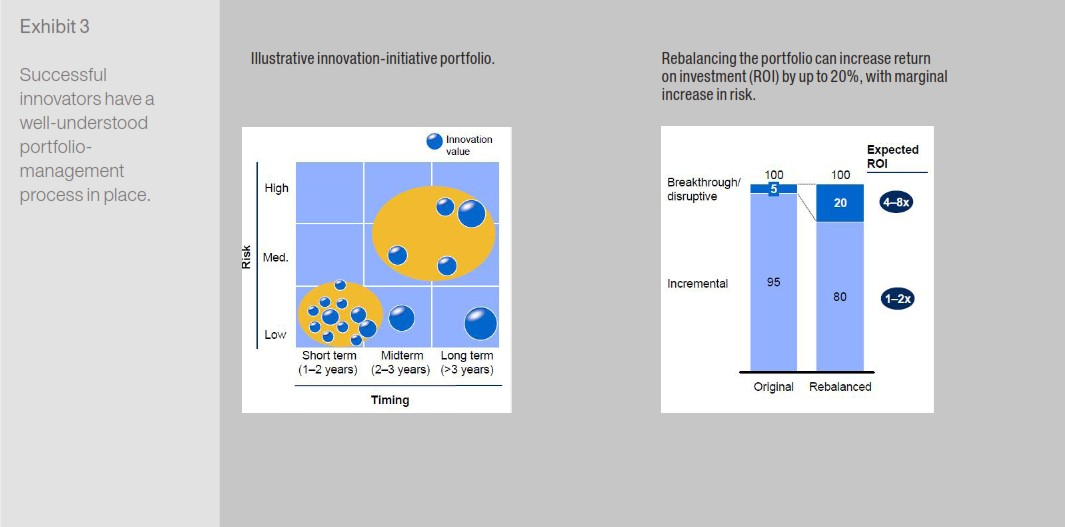 Exhibit 3
Successful
innovators have a
well-understood
portfolio-
management
process in place.
Illustrative innovation-initiative portfolio.
Innovation
value
High
Med.
Low
Risk
Short term
(1–2 years)
Midterm
(2–3 years)
Long term
(>3 years)
Timing
Rebalancing the portfolio can increase return
on investment (ROI) by up to 20%, with marginal
increase in risk.
Expected
ROI
Breakthrough/
disruptive
100
100
5
20
4–8x
Incremental
95
80
1–2x
Original
Rebalanced